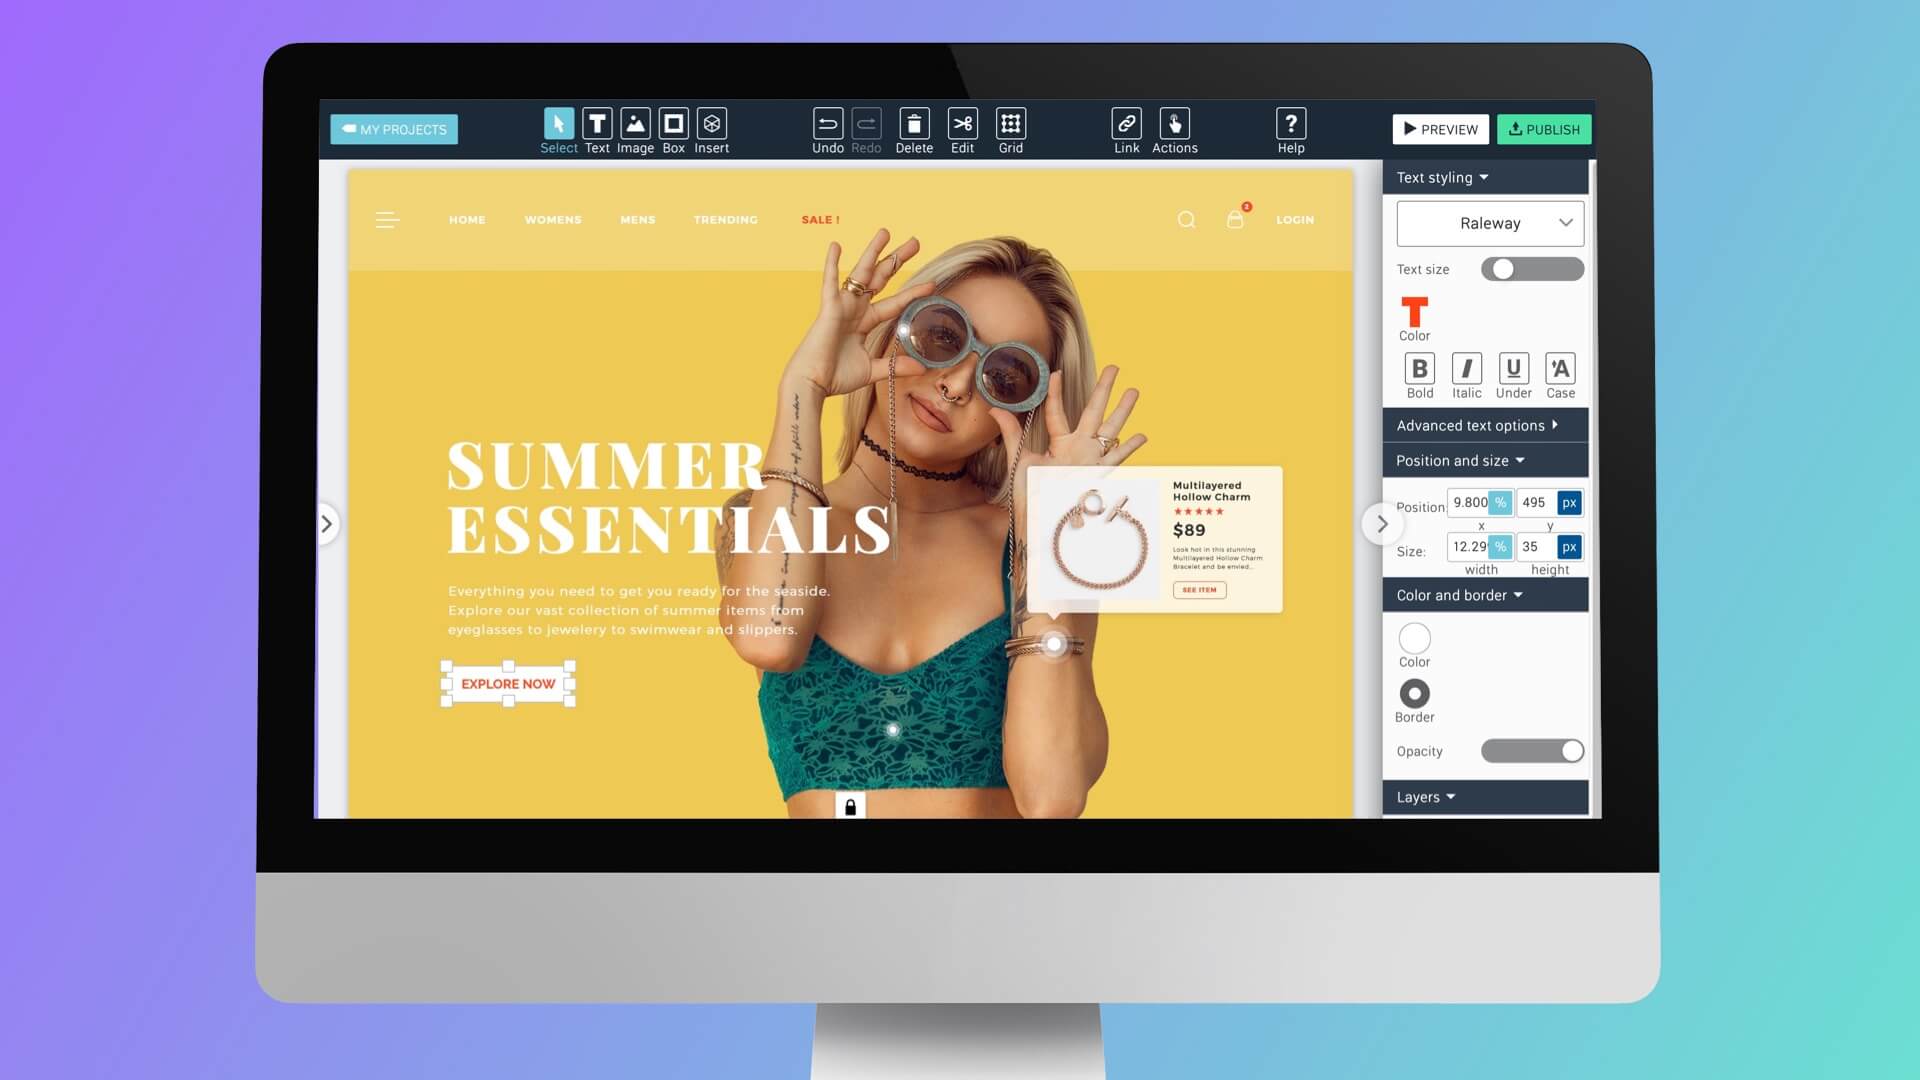 MY PROJECTS
Select Text Image Box Insert
Undo Redo Delete Edit Grid
Link Actions
? Help
PREVIEW
PUBLISH
HOME WOMENS MENS TRENDING SALE !
2
LOGIN
SUMMER
ESSENTIALS
Everything you need to get you ready for the seaside.
Explore our vast collection of summer items from
eyeglasses to jewelery to swimwear and slippers.
EXPLORE NOW
Multilayered
Hollow Charm
$89
Look hot in this stunning
Multilayered Hollow Charm
Bracelet and be envied...
SEE ITEM
Text styling
Raleway
Text size
T
Color
B I U A
Bold Italic Under Case
Advanced text options
Position and size
Position: 9.800 % 495 px
x y
Size: 12.29 % 35 px
width height
Color and border
Color
Border
Opacity
Layers